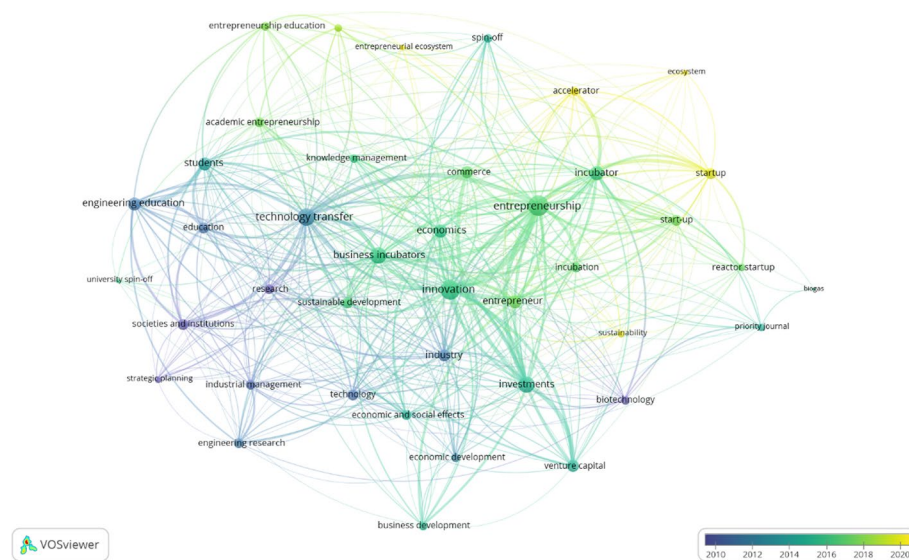 entrepreneurship education
entrepreneurial ecosystem
spin-off
ecosystem
accelerator
academic entrepreneurship
knowledge management
students
commerce
incubator
startup
engineering education
entrepreneurship
technology transfer
start-up
education
economics
business incubators
incubation
reactor startup
university spin-off
research
innovation
biogas
sustainable development
entrepreneur
societies and institutions
priority journal
sustainability
industry
strategic planning
industrial management
investments
technology
biotechnology
economic and social effects
engineering research
economic development
venture capital
business development
VOSviewer
2010 2012 2014 2016 2018 2020